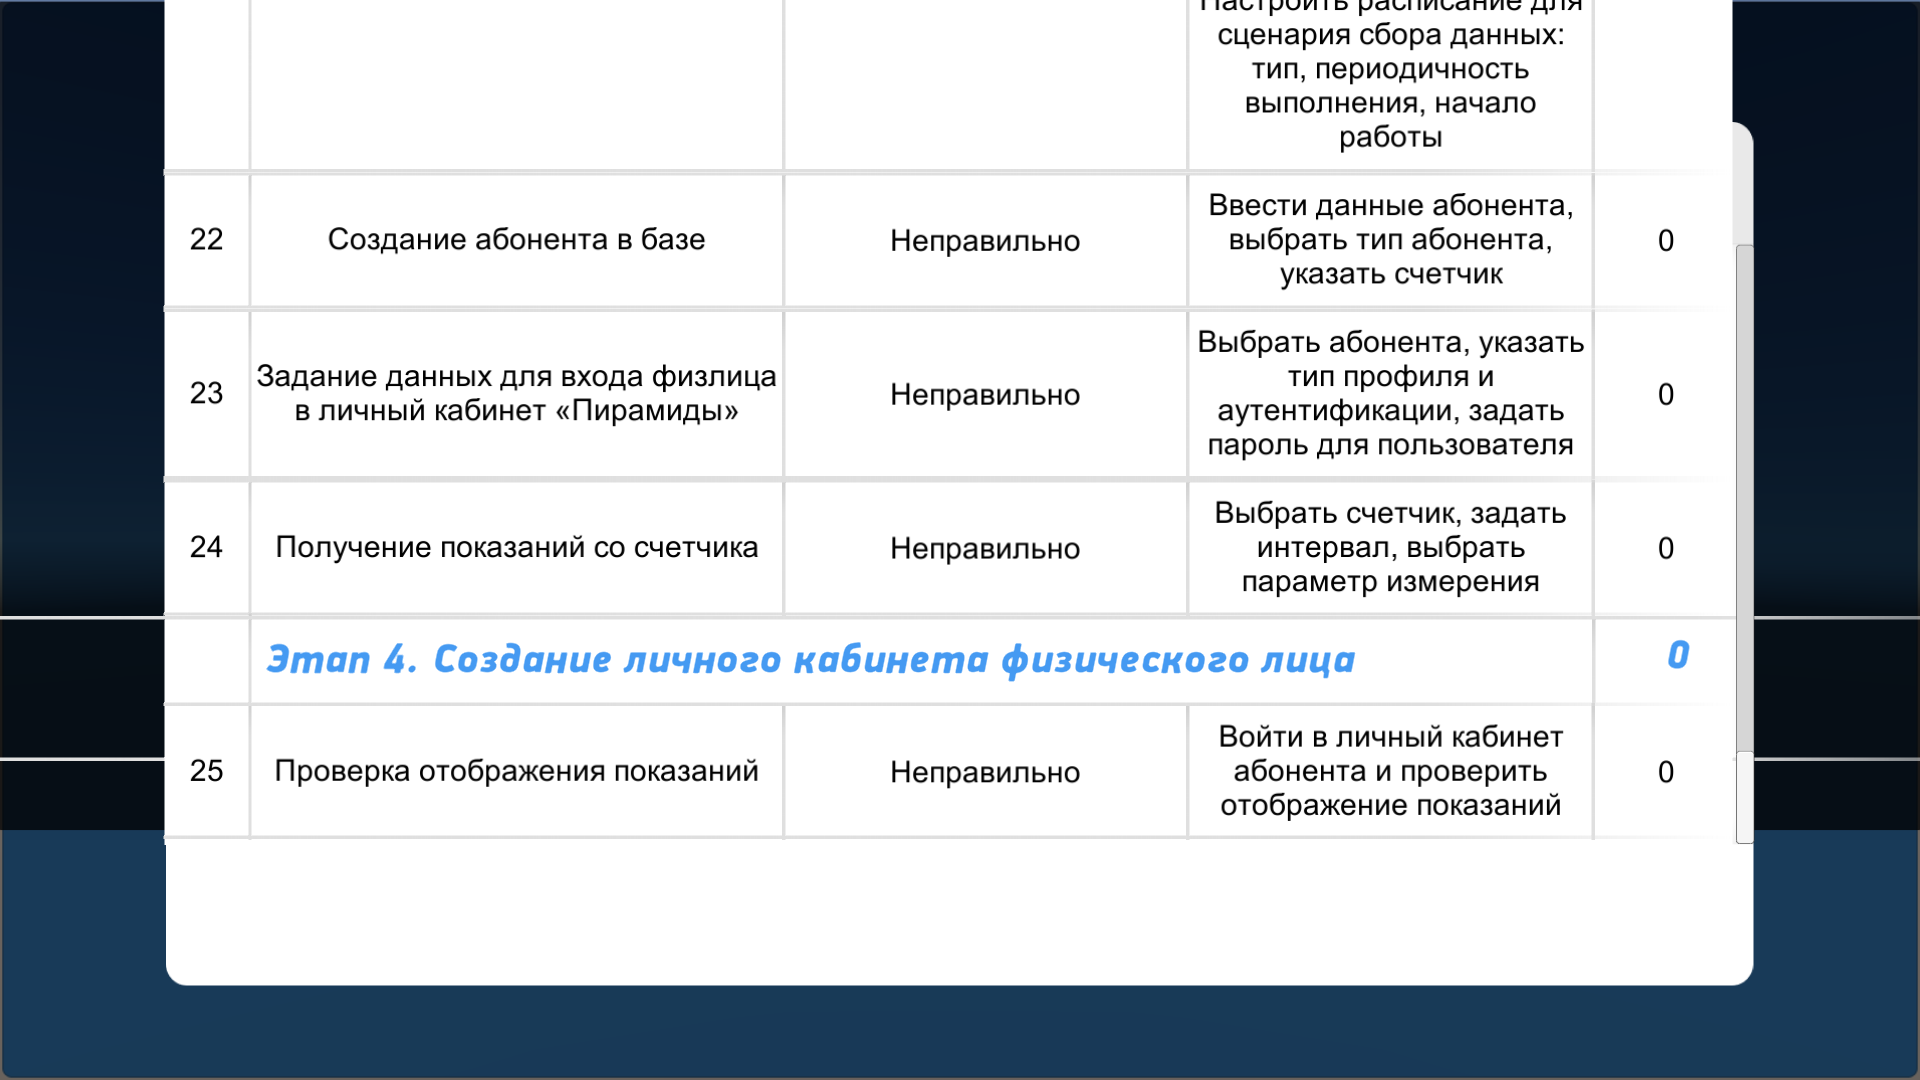 Настроить расписание для
сценария сбора данных:
тип, периодичность
выполнения, начало
работы
22
Создание абонента в базе
Неправильно
Ввести данные абонента,
выбрать тип абонента,
указать счетчик
0
23
Задание данных для входа физлица
в личный кабинет «Пирамиды»
Неправильно
Выбрать абонента, указать
тип профиля и
аутентификации, задать
пароль для пользователя
0
24
Получение показаний со счетчика
Неправильно
Выбрать счетчик, задать
интервал, выбрать
параметр измерения
0
Этап 4. Создание личного кабинета физического лица
0
25
Проверка отображения показаний
Неправильно
Войти в личный кабинет
абонента и проверить
отображение показаний
0